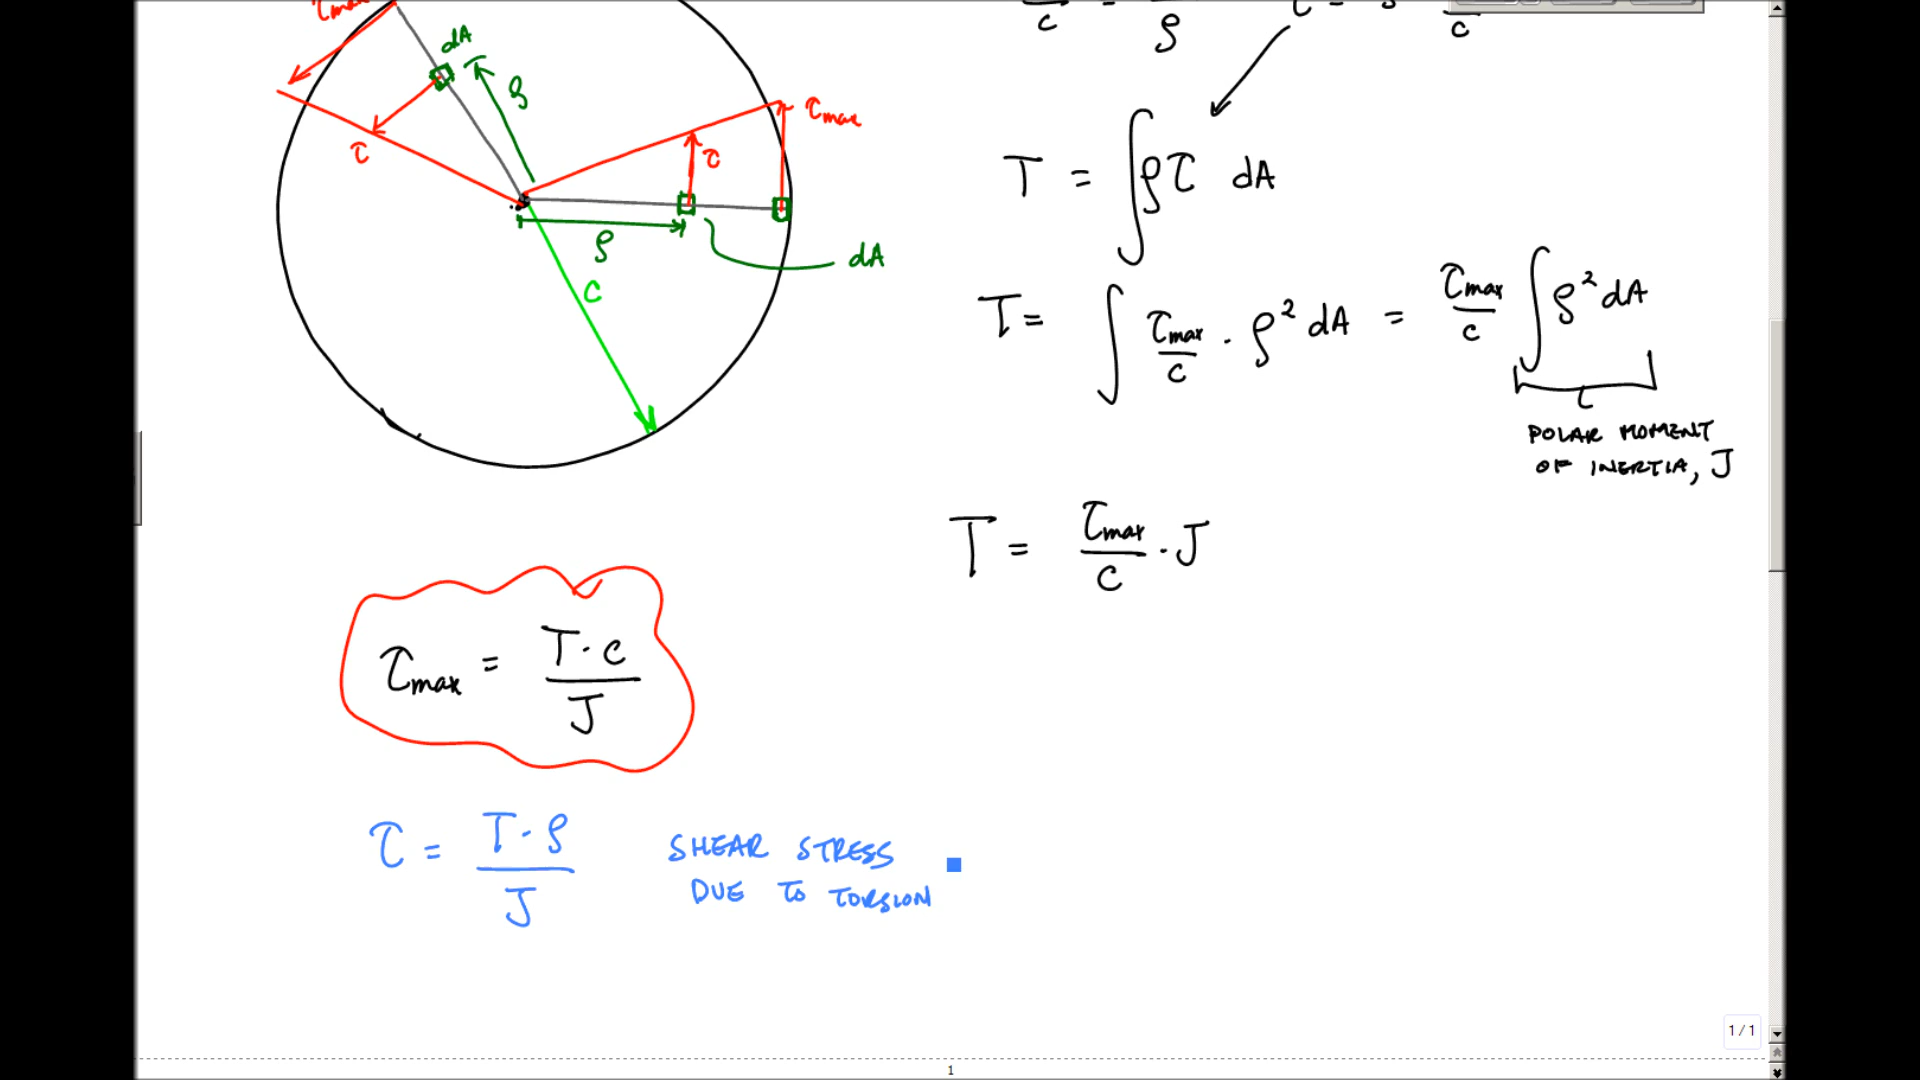 τmax
dA
ρ
τ
τmax
τ
ρ
dA
c
c = ρ
τ = ρ c
T = ∫ρτ dA
T = ∫ τmax/c · ρ² dA = τmax/c ∫ρ² dA
POLAR MOMENT
OF INERTIA, J
T = τmax/c · J
τmax = T·c/J
τ = T·ρ/J
SHEAR STRESS
DUE TO TORSION
1 / 1
1